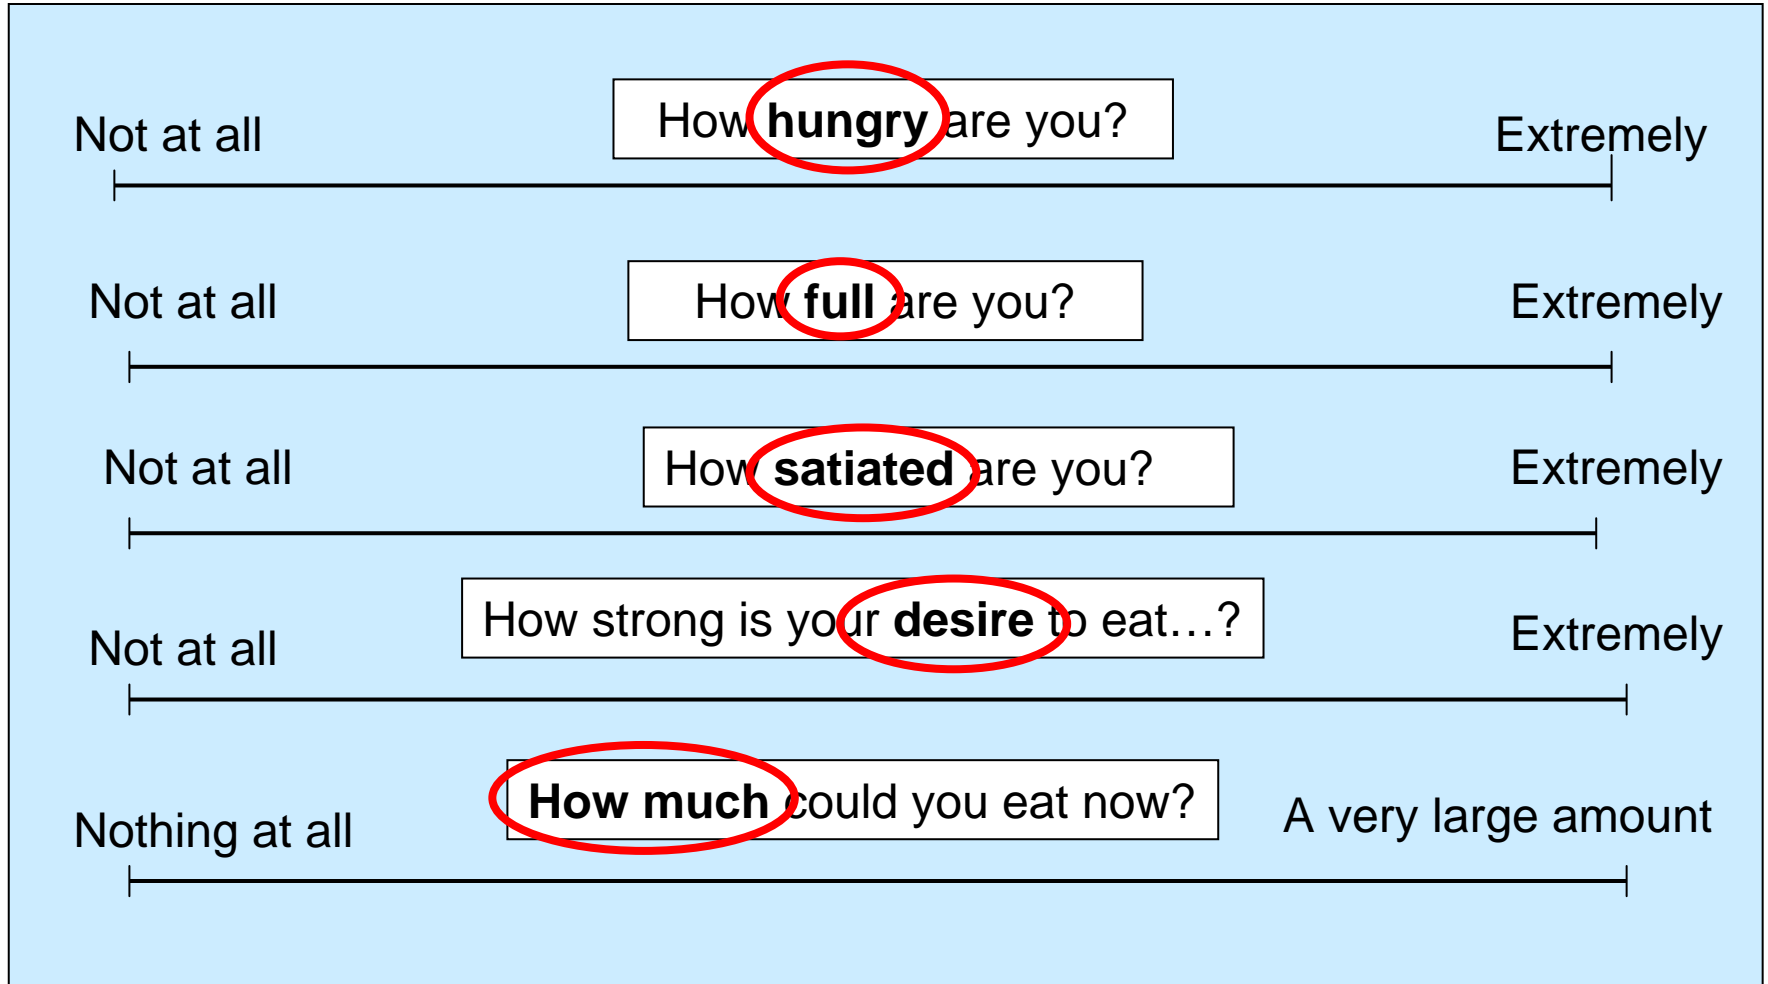 How hungry are you?
Not at all Extremely
How full are you?
Not at all Extremely
How satiated are you?
Not at all Extremely
How strong is your desire to eat…?
Not at all Extremely
How much could you eat now?
Nothing at all A very large amount